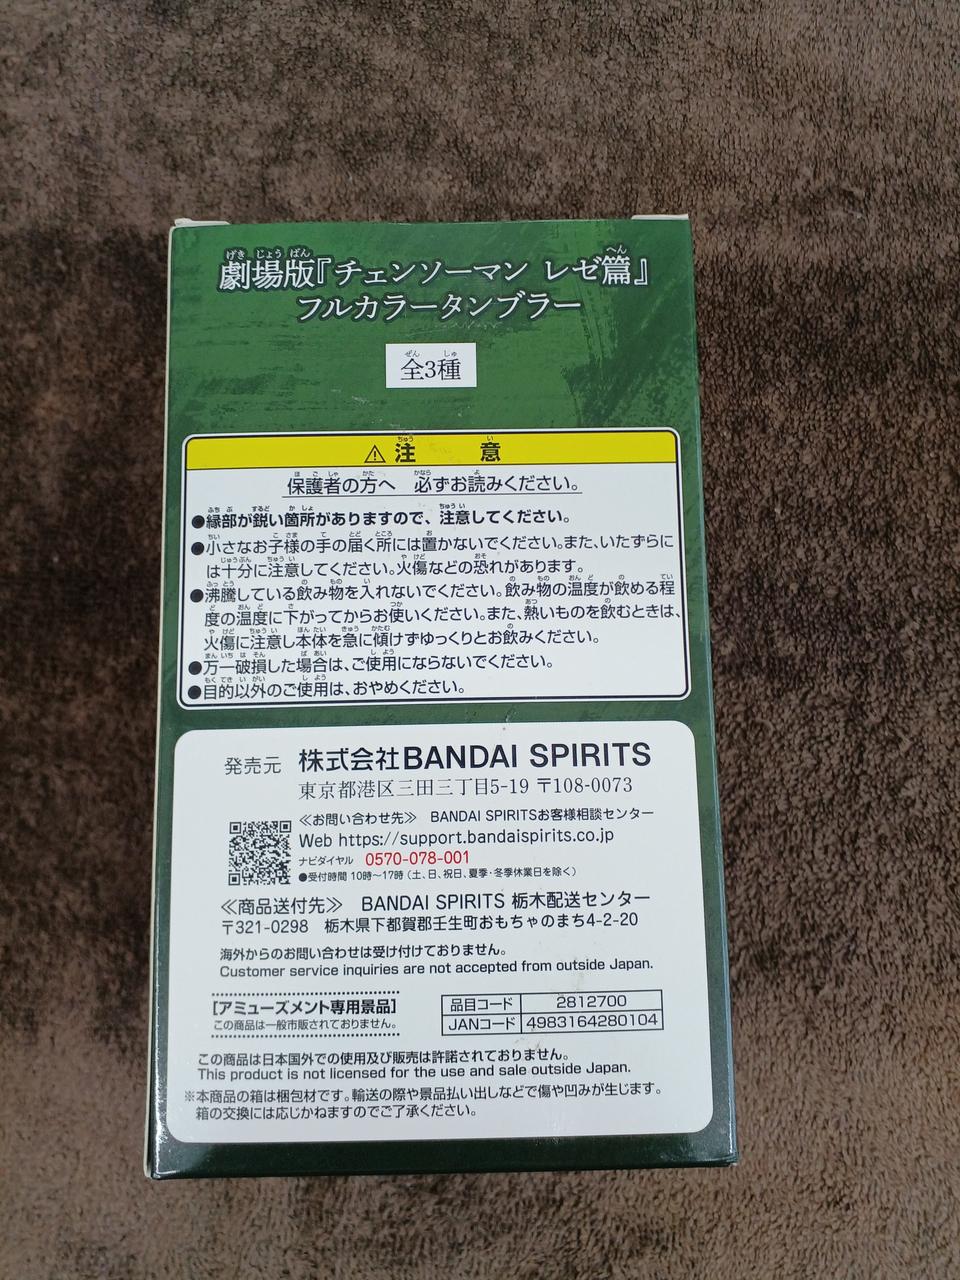 劇場版『チェンソーマン レゼ篇』
フルカラータンブラー
全3種
⚠注意
保護者の方へ 必ずお読みください。
●縁部が鋭い箇所がありますので、注意してください。
●小さなお子様の手の届く所には置かないでください。また、いたずらに
は十分に注意してください。火傷などの恐れがあります。
●沸騰している飲み物を入れないでください。飲み物の温度が飲める程
度の温度に下がってからお使いください。また、熱いものを飲むときは、
火傷に注意し本体を急に傾けずゆっくりとお飲みください。
●万一破損した場合は、ご使用にならないでください。
●目的以外のご使用は、おやめください。
発売元 株式会社BANDAI SPIRITS
東京都港区三田三丁目5-19 〒108-0073
≪お問い合わせ先≫ BANDAI SPIRITSお客様相談センター
Web https://support.bandaispirits.co.jp
ナビダイヤル 0570-078-001
●受付時間 10時〜17時（土、日、祝日、夏季・冬季休業日を除く）
≪商品送付先≫ BANDAI SPIRITS 栃木配送センター
〒321-0298 栃木県下都賀郡壬生町おもちゃのまち4-2-20
海外からのお問い合わせは受け付けておりません。
Customer service inquiries are not accepted from outside Japan.
[アミューズメント専用景品]
この商品は一般市販されておりません。
品目コード 2812700
JANコード 4983164280104
この商品は日本国外での使用及び販売は許諾されておりません。
This product is not licensed for the use and sale outside Japan.
※本商品の箱は梱包材です。輸送の際や景品払い出しなどで傷や凹みが生じます。
箱の交換には応じかねますのでご了承ください。